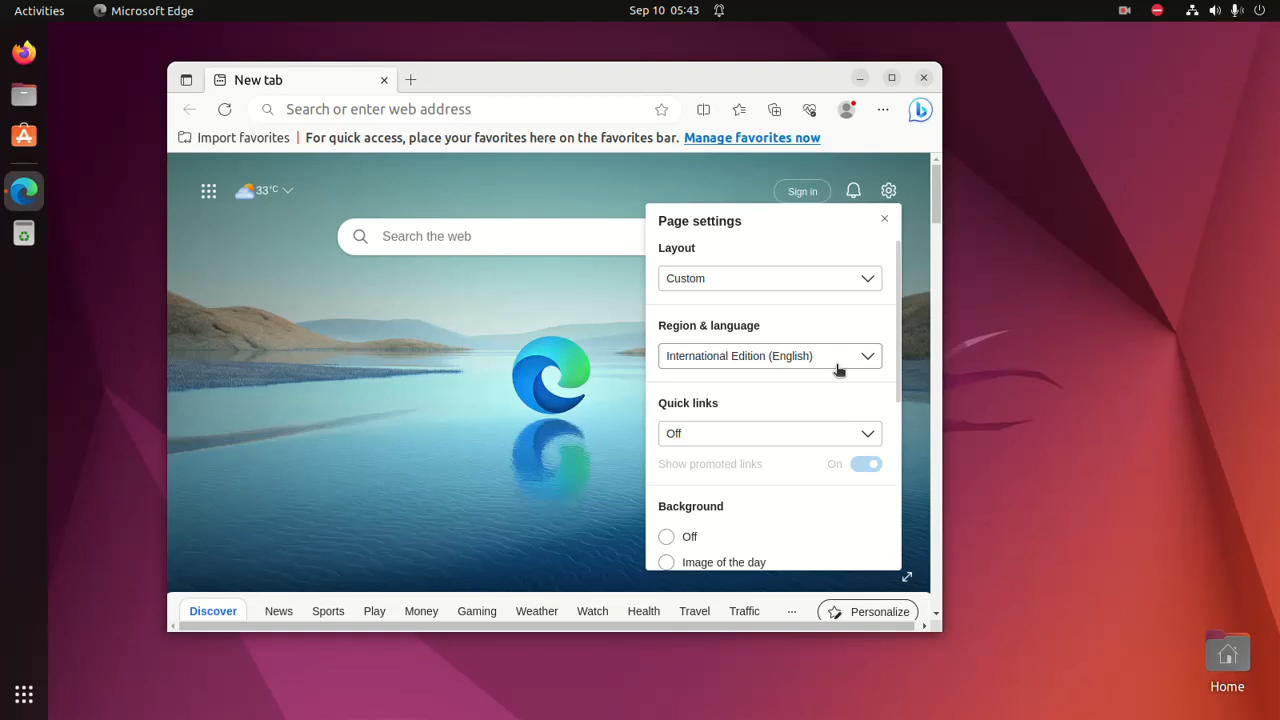 Activities
Microsoft Edge
Sep 10 05:43
New tab
Search or enter web address
Import favorites
For quick access, place your favorites here on the favorites bar. Manage favorites now
33°C
Sign in
Search the web
Page settings
Layout
Custom
Region & language
International Edition (English)
Quick links
Off
Show promoted links On
Background
Off
Image of the day
Discover News Sports Play Money Gaming Weather Watch Health Travel Traffic ... Personalize
Home